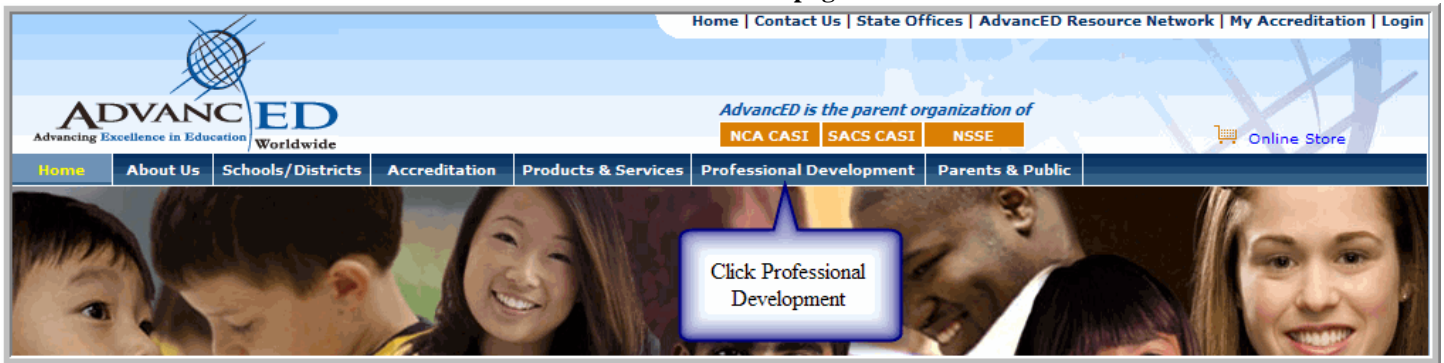 Home | Contact Us | State Offices | AdvancED Resource Network | My Accreditation | Login
ADVANCED
Advancing Excellence in Education Worldwide
AdvancED is the parent organization of
NCA CASI SACS CASI NSSE
Online Store
Home About Us Schools/Districts Accreditation Products & Services Professional Development Parents & Public
Click Professional
Development